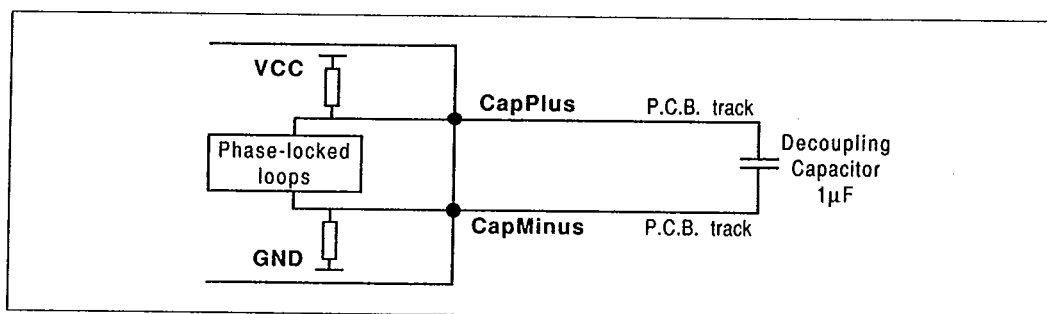 VCC
CapPlus
P.C.B. track
Phase-locked
loops
Decoupling
Capacitor
1µF
CapMinus
P.C.B. track
GND